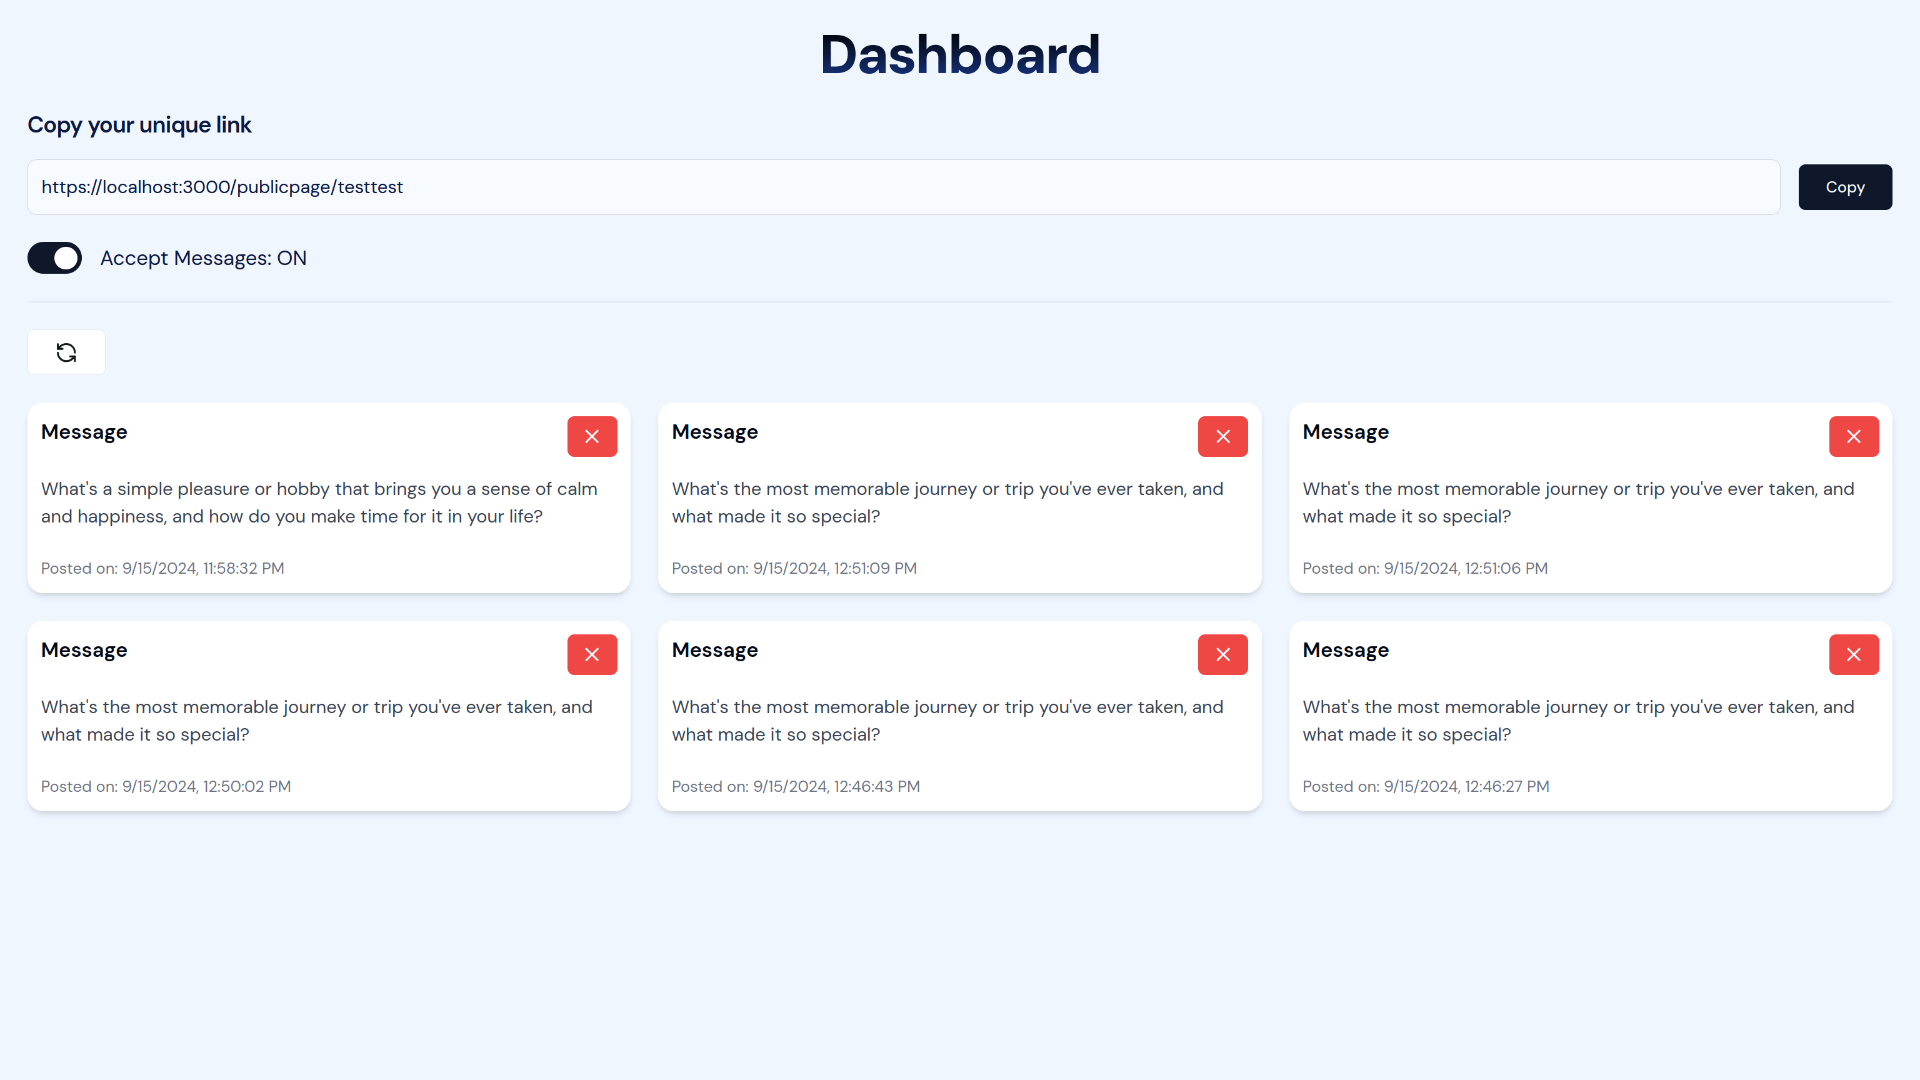 Dashboard
Copy your unique link
https://localhost:3000/publicpage/testtest
Copy
Accept Messages: ON
Message
What's a simple pleasure or hobby that brings you a sense of calm
and happiness, and how do you make time for it in your life?
Posted on: 9/15/2024, 11:58:32 PM
Message
What's the most memorable journey or trip you've ever taken, and
what made it so special?
Posted on: 9/15/2024, 12:51:09 PM
Message
What's the most memorable journey or trip you've ever taken, and
what made it so special?
Posted on: 9/15/2024, 12:51:06 PM
Message
What's the most memorable journey or trip you've ever taken, and
what made it so special?
Posted on: 9/15/2024, 12:50:02 PM
Message
What's the most memorable journey or trip you've ever taken, and
what made it so special?
Posted on: 9/15/2024, 12:46:43 PM
Message
What's the most memorable journey or trip you've ever taken, and
what made it so special?
Posted on: 9/15/2024, 12:46:27 PM